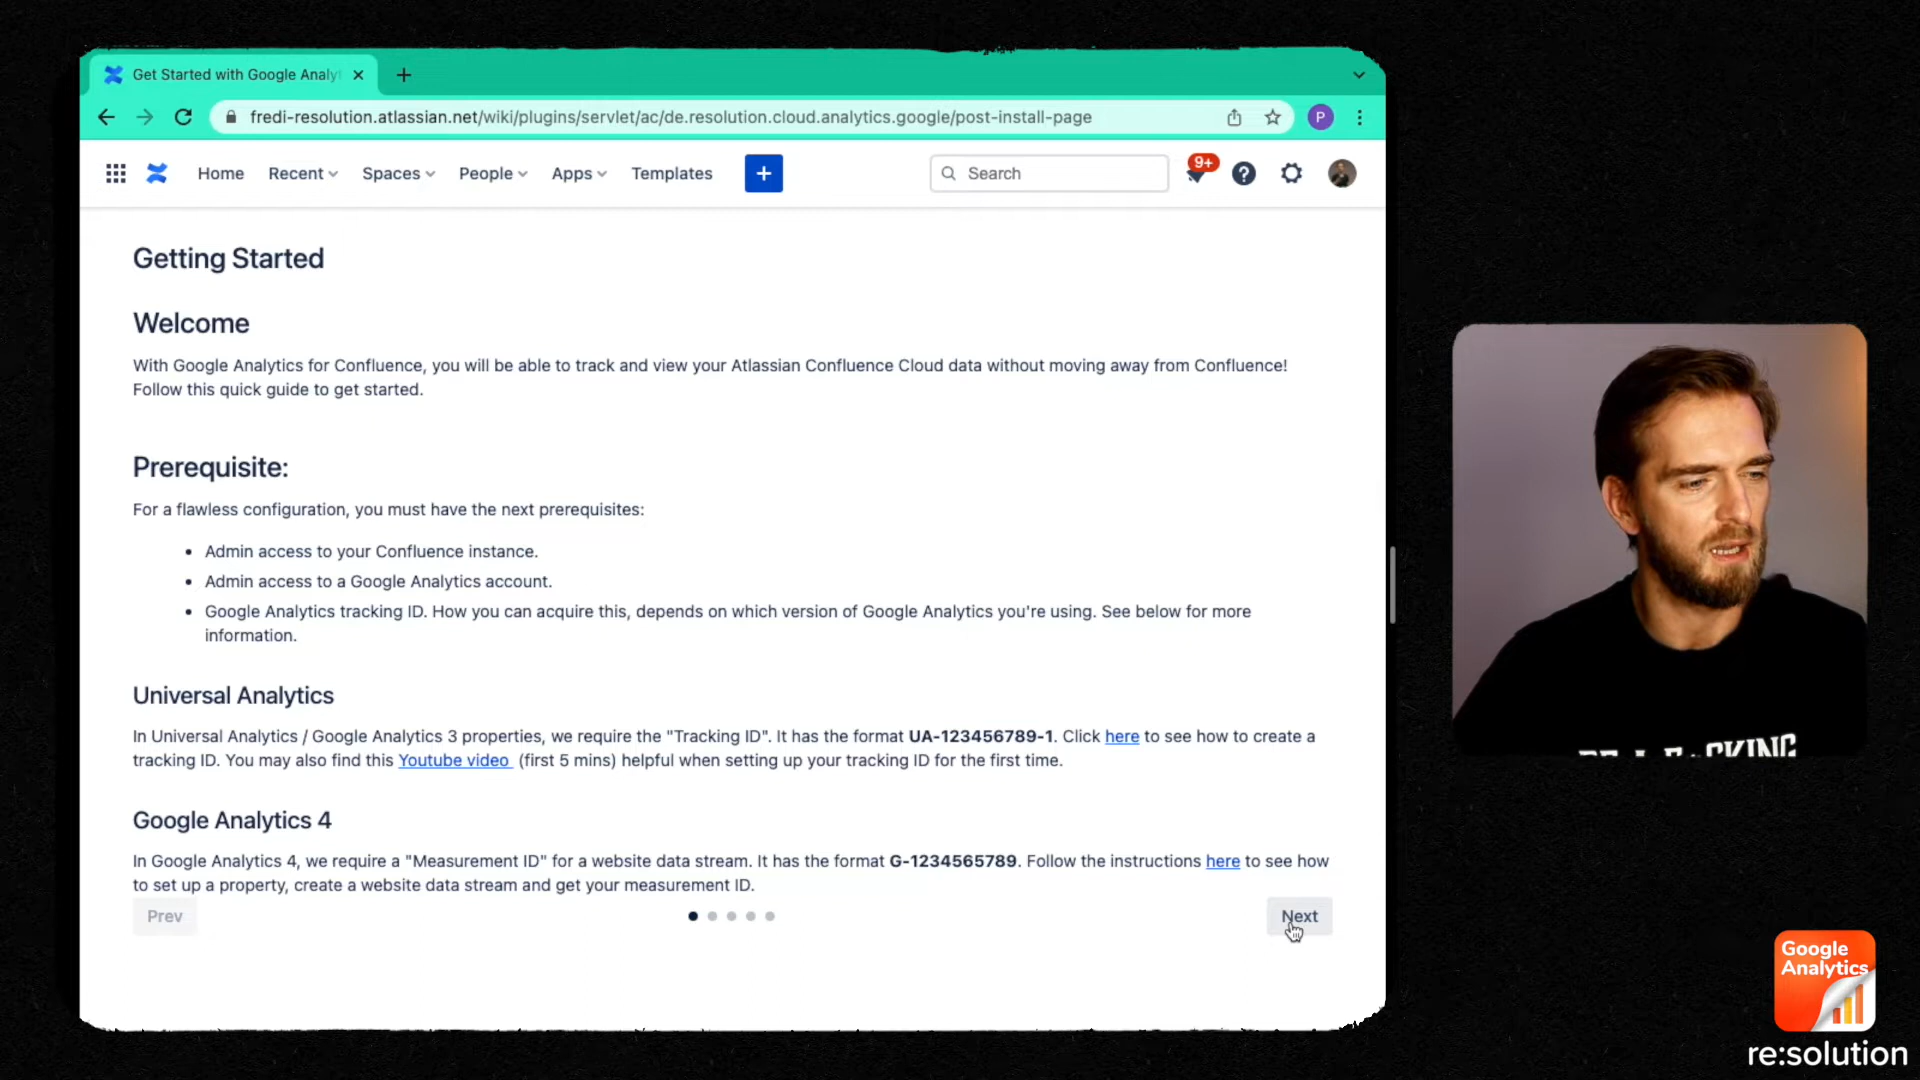 Get Started with Google Analy
fredi-resolution.atlassian.net/wiki/plugins/servlet/ac/de.resolution.cloud.analytics.google/post-install-page
P
Home Recent Spaces People Apps Templates + Search 9+ ?
Getting Started
Welcome
With Google Analytics for Confluence, you will be able to track and view your Atlassian Confluence Cloud data without moving away from Confluence!
Follow this quick guide to get started.
Prerequisite:
For a flawless configuration, you must have the next prerequisites:
• Admin access to your Confluence instance.
• Admin access to a Google Analytics account.
• Google Analytics tracking ID. How you can acquire this, depends on which version of Google Analytics you're using. See below for more
information.
Universal Analytics
In Universal Analytics / Google Analytics 3 properties, we require the "Tracking ID". It has the format UA-123456789-1. Click here to see how to create a
tracking ID. You may also find this Youtube video (first 5 mins) helpful when setting up your tracking ID for the first time.
Google Analytics 4
In Google Analytics 4, we require a "Measurement ID" for a website data stream. It has the format G-1234565789. Follow the instructions here to see how
to set up a property, create a website data stream and get your measurement ID.
Prev
Next
Google
Analytics
re:solution